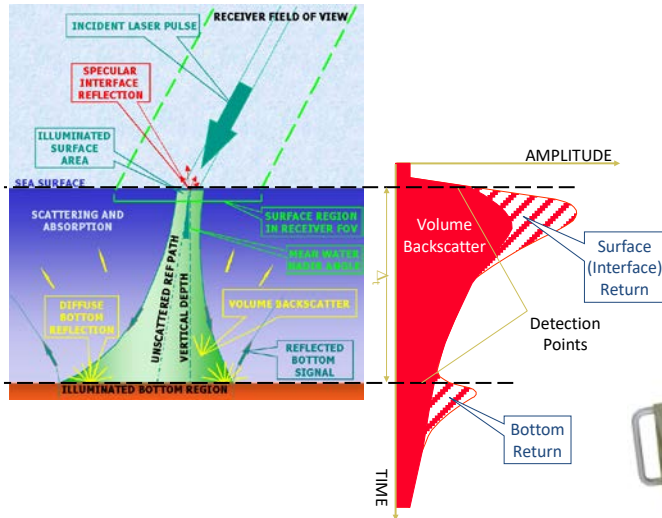 RECEIVER FIELD OF VIEW
INCIDENT LASER PULSE
SPECULAR
INTERFACE
REFLECTION
ILLUMINATED
SURFACE
AREA
SEA SURFACE
SCATTERING AND
ABSORPTION
SURFACE REGION
IN RECEIVER FOV
MEAN WATER
NADIR ANGLE
UNSCATTERED REF PATH
VERTICAL DEPTH
DIFFUSE
BOTTOM
REFLECTION
VOLUME BACKSCATTER
REFLECTED
BOTTOM
SIGNAL
ILLUMINATED BOTTOM REGION
AMPLITUDE
Volume
Backscatter
Surface
(Interface)
Return
Δt
Detection
Points
Bottom
Return
TIME